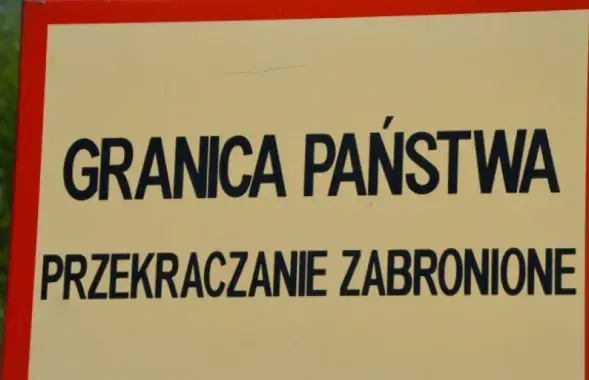 GRANICA PAŃSTWA
PRZEKRACZANIE ZABRONIONE